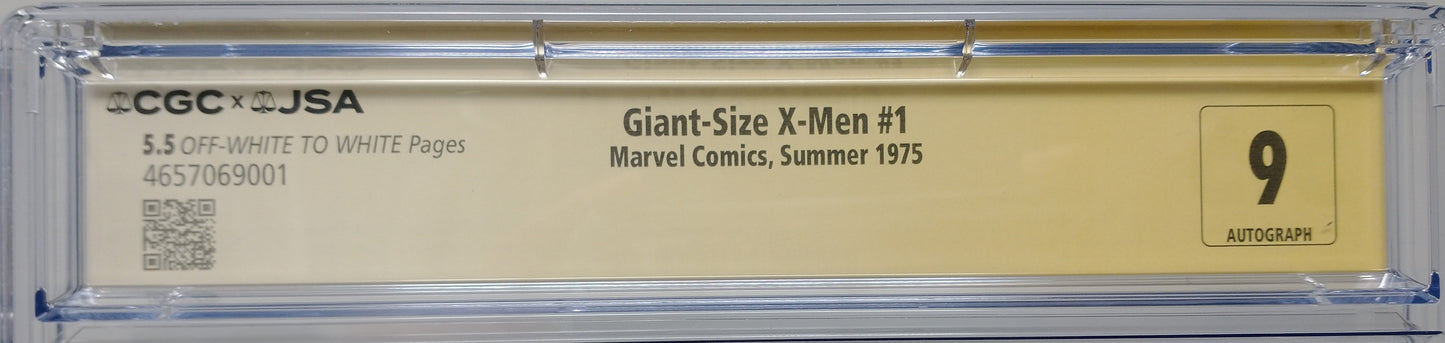 CGC x JSA
5.5 OFF-WHITE TO WHITE Pages
4657069001
Giant-Size X-Men #1
Marvel Comics, Summer 1975
9
AUTOGRAPH